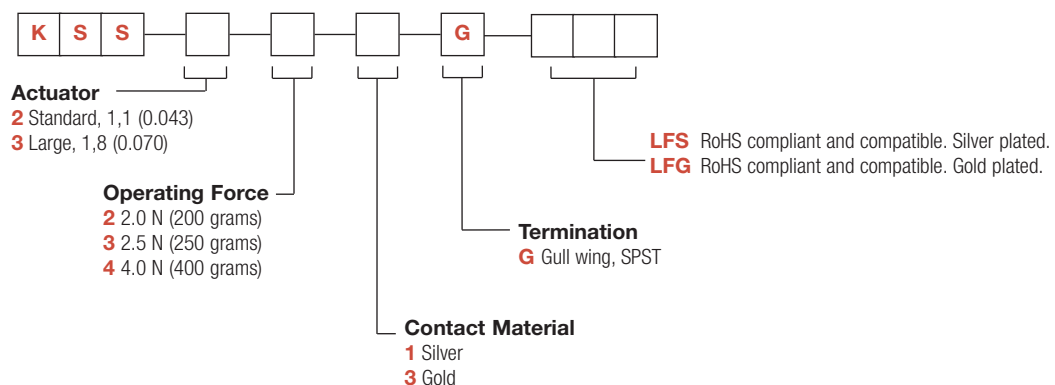 K S S G
Actuator
2 Standard, 1,1 (0.043)
3 Large, 1,8 (0.070)
LFS RoHS compliant and compatible. Silver plated.
LFG RoHS compliant and compatible. Gold plated.
Operating Force
2 2.0 N (200 grams)
3 2.5 N (250 grams)
4 4.0 N (400 grams)
Termination
G Gull wing, SPST
Contact Material
1 Silver
3 Gold